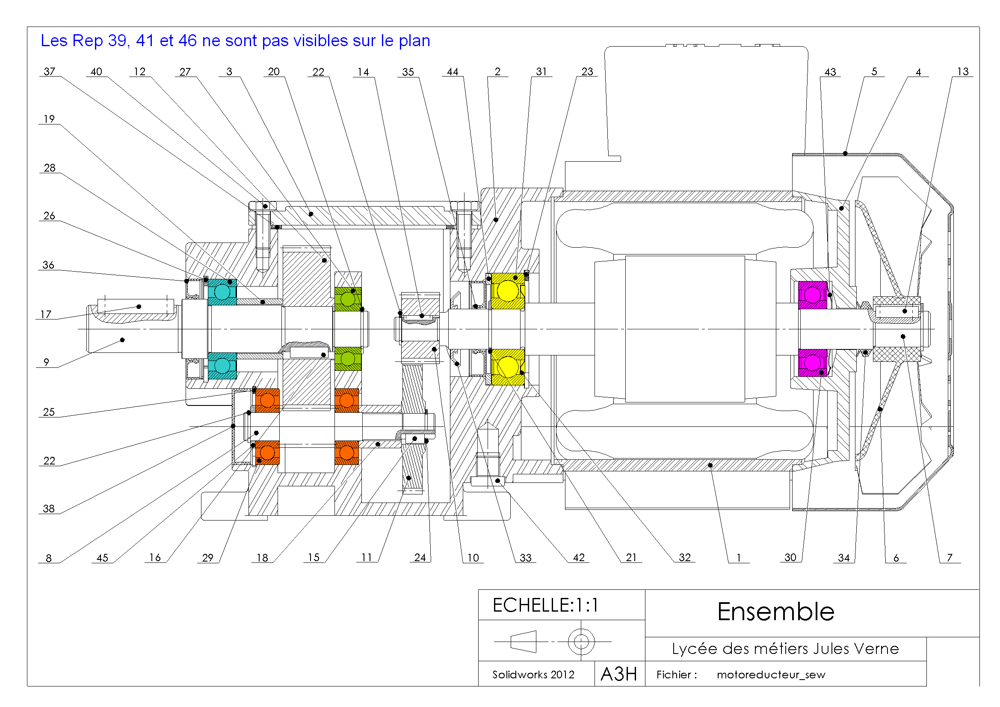 Les Rep 39, 41 et 46 ne sont pas visibles sur le plan
37 40 12 27 3 20 22 14 35 44 2 31 23 43 5 4 13
19
28
26
36
17
9
25
22
38
8 45 16 29 18 15 11 24 10 33 42 21 32 1 30 34 6 7
ECHELLE:1:1
Ensemble
Lycée des métiers Jules Verne
Solidworks 2012
A3H
Fichier : motoreducteur_sew